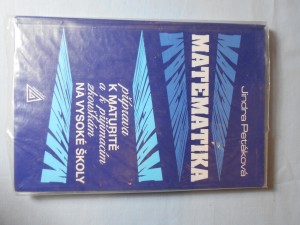 Jindra Petáková
MATEMATIKA
příprava
K MATURITĚ
a k přijímacím
zkouškám
NA VYSOKÉ ŠKOLY